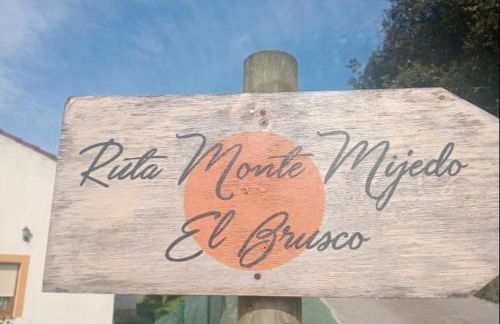 Ruta Monte Mijedo
El Brusco